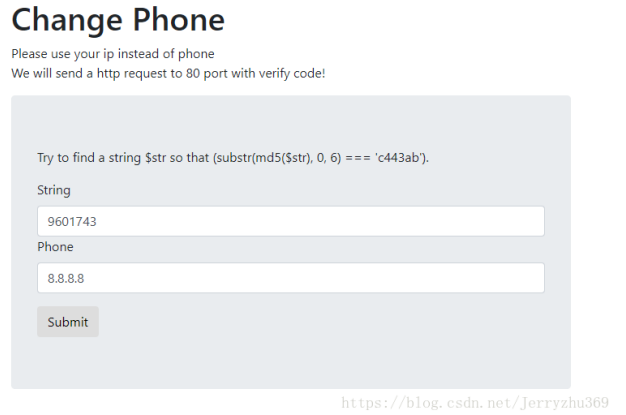 Change Phone
Please use your ip instead of phone
We will send a http request to 80 port with verify code!
Try to find a string $str so that (substr(md5($str), 0, 6) === 'c443ab').
String
9601743
Phone
8.8.8.8
Submit
https://blog.csdn.net/Jerryzhu369